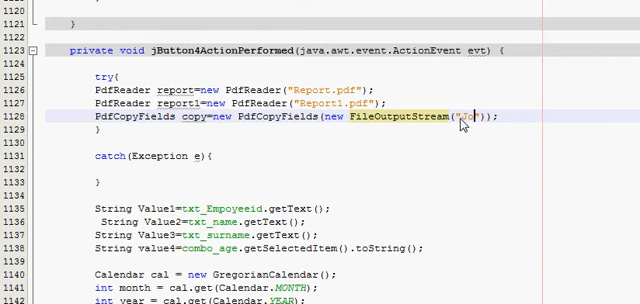 1120
1121 }
1122
1123 private void jButton4ActionPerformed(java.awt.event.ActionEvent evt) {
1124
1125 try{
1126 PdfReader report=new PdfReader("Report.pdf");
1127 PdfReader report1=new PdfReader("Report1.pdf");
1128 PdfCopyFields copy=new PdfCopyFields(new FileOutputStream("Jo"));
1129 }
1130
1131 catch(Exception e){
1132
1133 }
1134
1135 String Value1=txt_Empoyeeid.getText();
1136 String Value2=txt_name.getText();
1137 String Value3=txt_surname.getText();
1138 String value4=combo_age.getSelectedItem().toString();
1139
1140 Calendar cal = new GregorianCalendar();
1141 int month = cal.get(Calendar.MONTH);
1142 int year = cal.get(Calendar.YEAR);